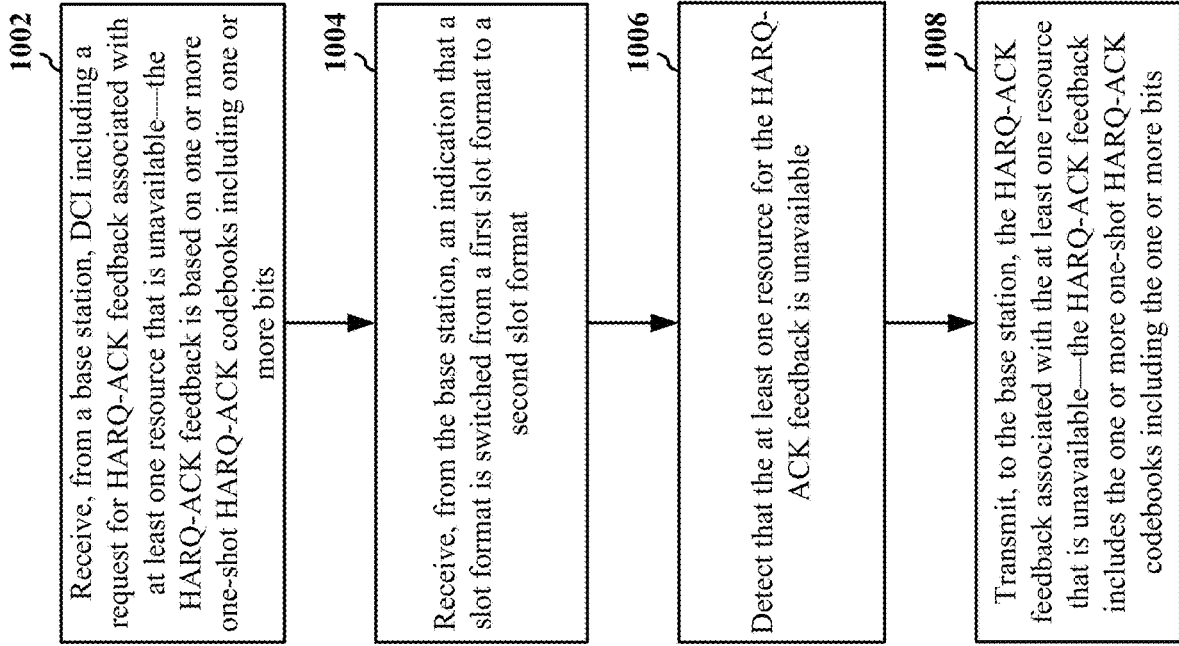 1002
Receive, from a base station, DCI including a
request for HARQ-ACK feedback associated with
at least one resource that is unavailable—the
HARQ-ACK feedback is based on one or more
one-shot HARQ-ACK codebooks including one or
more bits
1004
Receive, from the base station, an indication that a
slot format is switched from a first slot format to a
second slot format
1006
Detect that the at least one resource for the HARQ-
ACK feedback is unavailable
1008
Transmit, to the base station, the HARQ-ACK
feedback associated with the at least one resource
that is unavailable—the HARQ-ACK feedback
includes the one or more one-shot HARQ-ACK
codebooks including the one or more bits